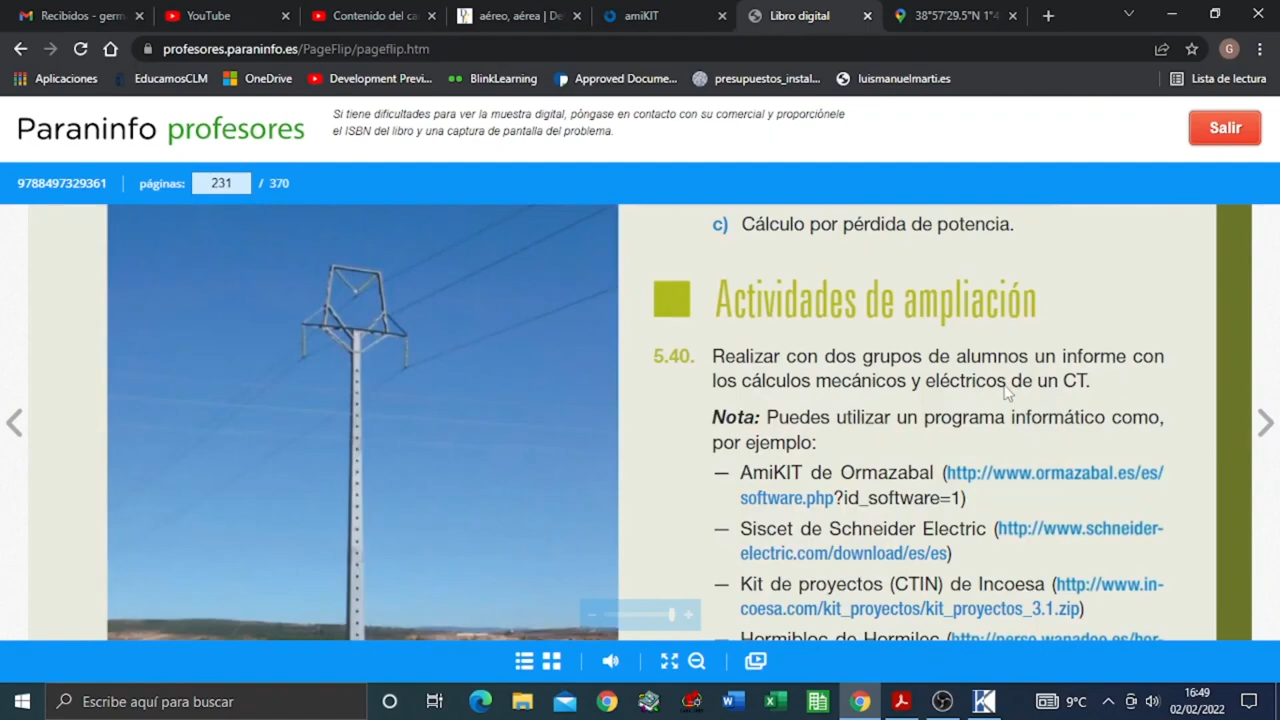 Recibidos - germ
YouTube
Contenido del ca
aéreo, aérea | De
amiKIT
Libro digital
38°57'29.5"N 1°4
profesores.paraninfo.es/PageFlip/pageflip.htm
G
Aplicaciones
EducamosCLM
OneDrive
Development Previ...
BlinkLearning
Approved Docume...
presupuestos_instal...
luismanuelmarti.es
Lista de lectura
Paraninfo profesores
Si tiene dificultades para ver la muestra digital, póngase en contacto con su comercial y proporciónele
el ISBN del libro y una captura de pantalla del problema.
Salir
9788497329361
páginas: 231 / 370
c) Cálculo por pérdida de potencia.
Actividades de ampliación
5.40. Realizar con dos grupos de alumnos un informe con
los cálculos mecánicos y eléctricos de un CT.
Nota: Puedes utilizar un programa informático como,
por ejemplo:
— AmiKIT de Ormazabal (http://www.ormazabal.es/es/
software.php?id_software=1)
— Siscet de Schneider Electric (http://www.schneider-
electric.com/download/es/es)
— Kit de proyectos (CTIN) de Incoesa (http://www.in-
coesa.com/kit_proyectos/kit_proyectos_3.1.zip)
— Hormibloc de Hormilec (http://perso.wanadoo.es/hor-
Escribe aquí para buscar
9°C
16:49
02/02/2022